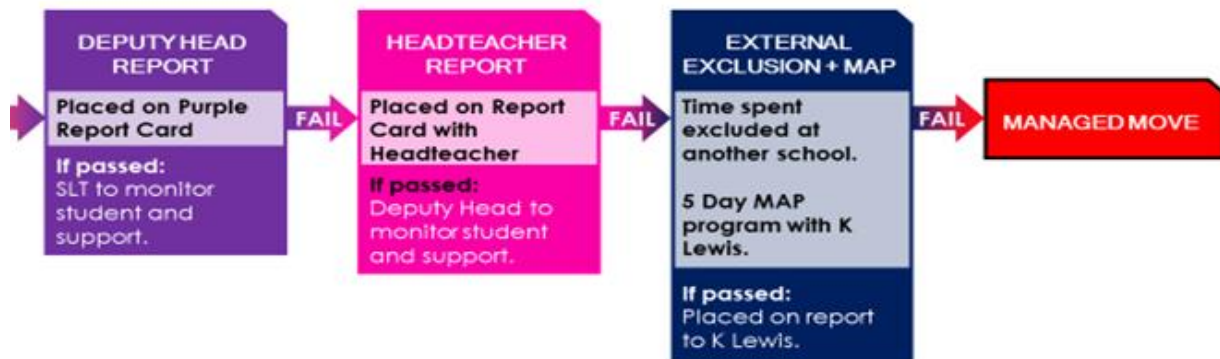 DEPUTY HEAD
REPORT
Placed on Purple
Report Card
If passed:
SLT to monitor
student and
support.
FAIL
HEADTEACHER
REPORT
Placed on Report
Card with
Headteacher
If passed:
Deputy Head to
monitor student
and support.
FAIL
EXTERNAL
EXCLUSION + MAP
Time spent
excluded at
another school.
5 Day MAP
program with K
Lewis.
If passed:
Placed on report
to K Lewis.
FAIL
MANAGED MOVE